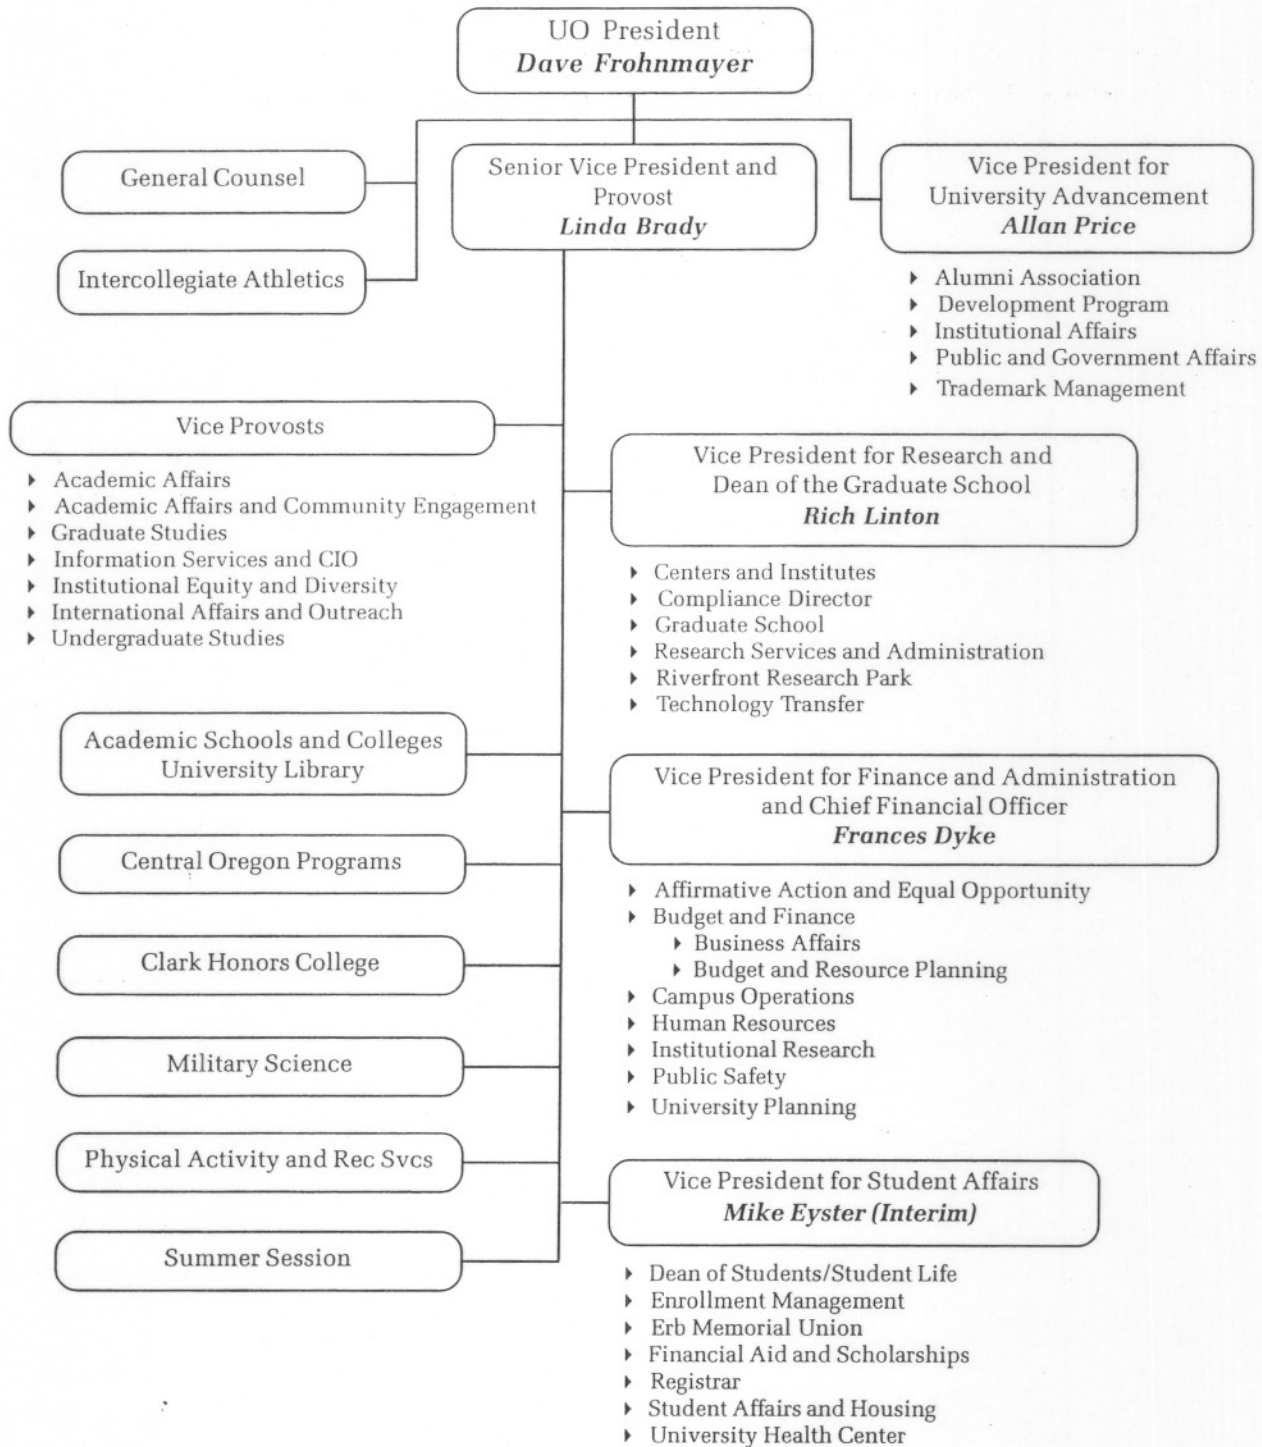 UO President
Dave Frohnmayer
General Counsel
Intercollegiate Athletics
Senior Vice President and
Provost
Linda Brady
Vice President for
University Advancement
Allan Price
Alumni Association
Development Program
Institutional Affairs
Public and Government Affairs
Trademark Management
Vice Provosts
Academic Affairs
Academic Affairs and Community Engagement
Graduate Studies
Information Services and CIO
Institutional Equity and Diversity
International Affairs and Outreach
Undergraduate Studies
Vice President for Research and
Dean of the Graduate School
Rich Linton
Centers and Institutes
Compliance Director
Graduate School
Research Services and Administration
Riverfront Research Park
Technology Transfer
Academic Schools and Colleges
University Library
Central Oregon Programs
Clark Honors College
Military Science
Physical Activity and Rec Svcs
Summer Session
Vice President for Finance and Administration
and Chief Financial Officer
Frances Dyke
Affirmative Action and Equal Opportunity
Budget and Finance
Business Affairs
Budget and Resource Planning
Campus Operations
Human Resources
Institutional Research
Public Safety
University Planning
Vice President for Student Affairs
Mike Eyster (Interim)
Dean of Students/Student Life
Enrollment Management
Erb Memorial Union
Financial Aid and Scholarships
Registrar
Student Affairs and Housing
University Health Center